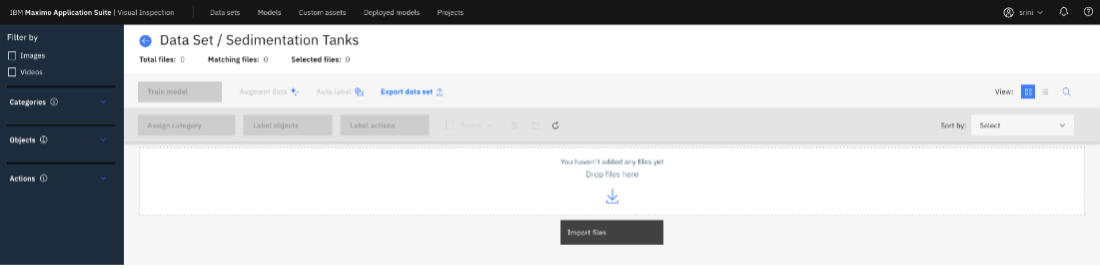 IBM Maximo Application Suite | Visual Inspection Data sets Models Custom assets Deployed models Projects srini
Filter by
Images
Videos
Categories
Objects
Actions
Data Set / Sedimentation Tanks
Total files: 0 Matching files: 0 Selected files: 0
Train model Augment data Auto label Export data set View:
Assign category Label objects Label actions Select Sort by: Select
You haven't added any files yet
Drop files here
Import files